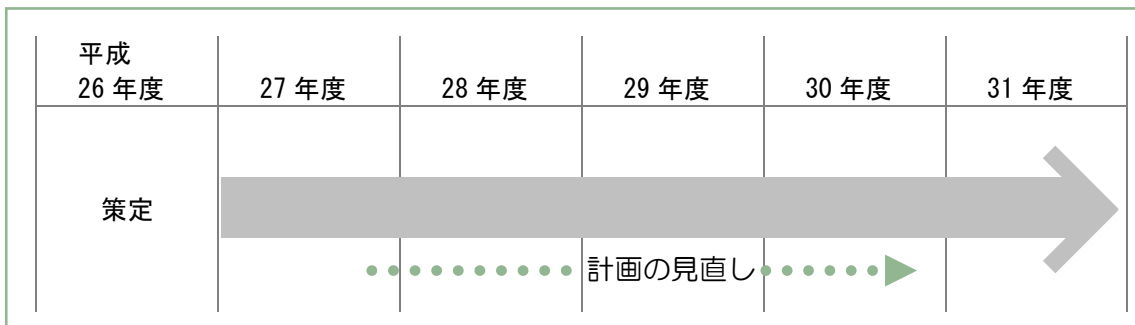 平成
26 年度 27 年度 28 年度 29 年度 30 年度 31 年度
策定
計画の見直し